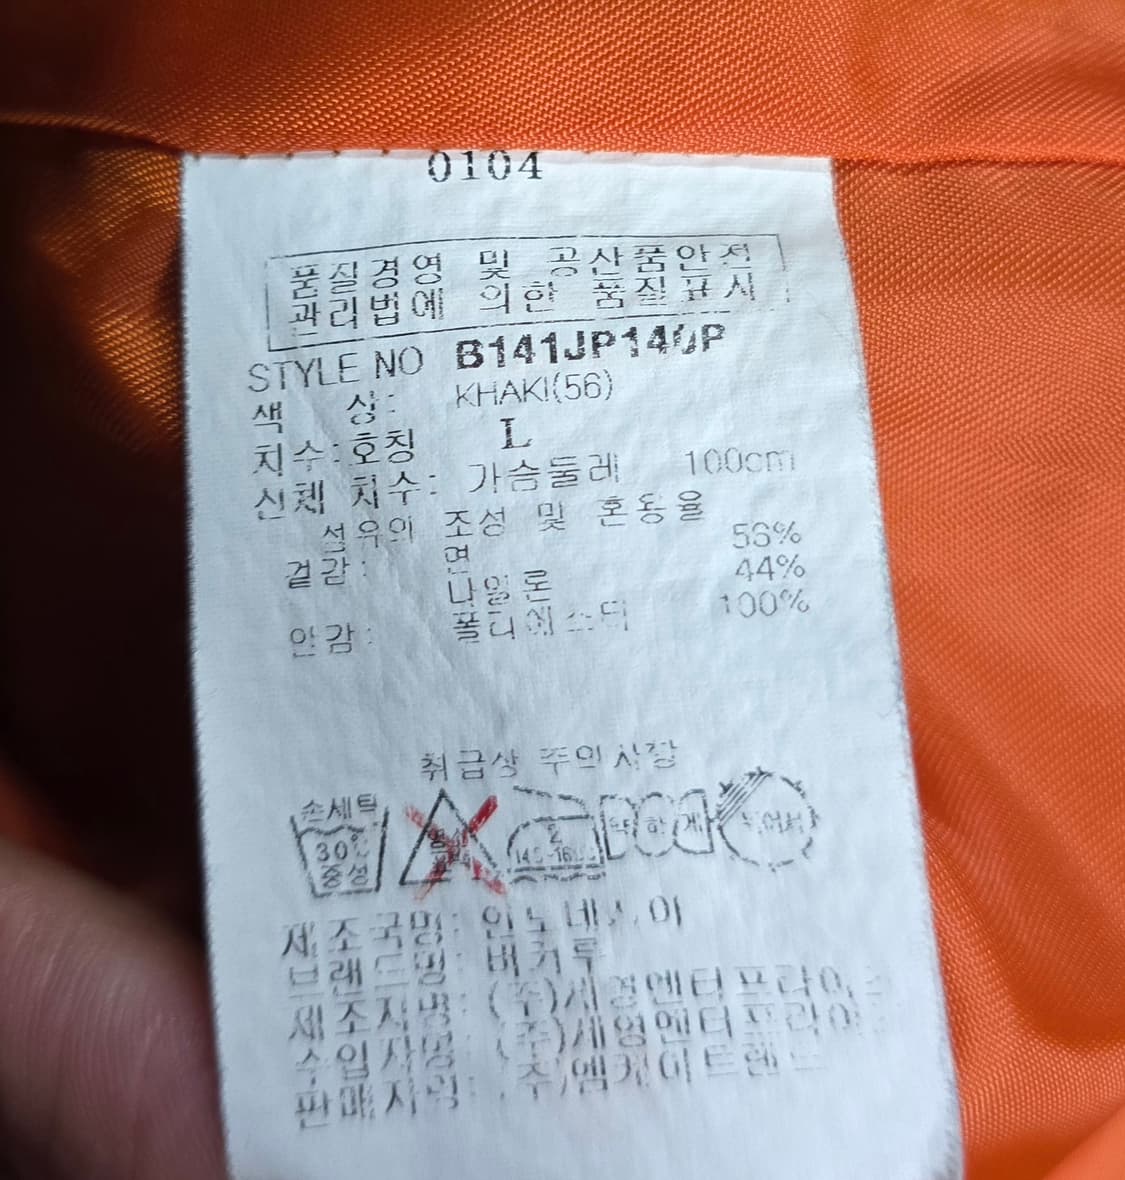 0104
품질경영 및 공산품안전
관리법에 의한 품질표시
STYLE NO B141JP140P
색 상: KHAKI(56)
치수:호칭 L
신체 치수: 가슴둘레 100cm
섬유의 조성 및 혼용율
겉감: 면 56%
나일론 44%
안감: 폴리에스터 100%
취급상 주의사항
손세탁
30℃
중성
약하게
제조국명: 인도네시아
브랜드명: 버커루
제조자명: (주)세영엔터프라이
수입자명: (주)세영엔터프라이
판매자명: 주)엠케이트렌드